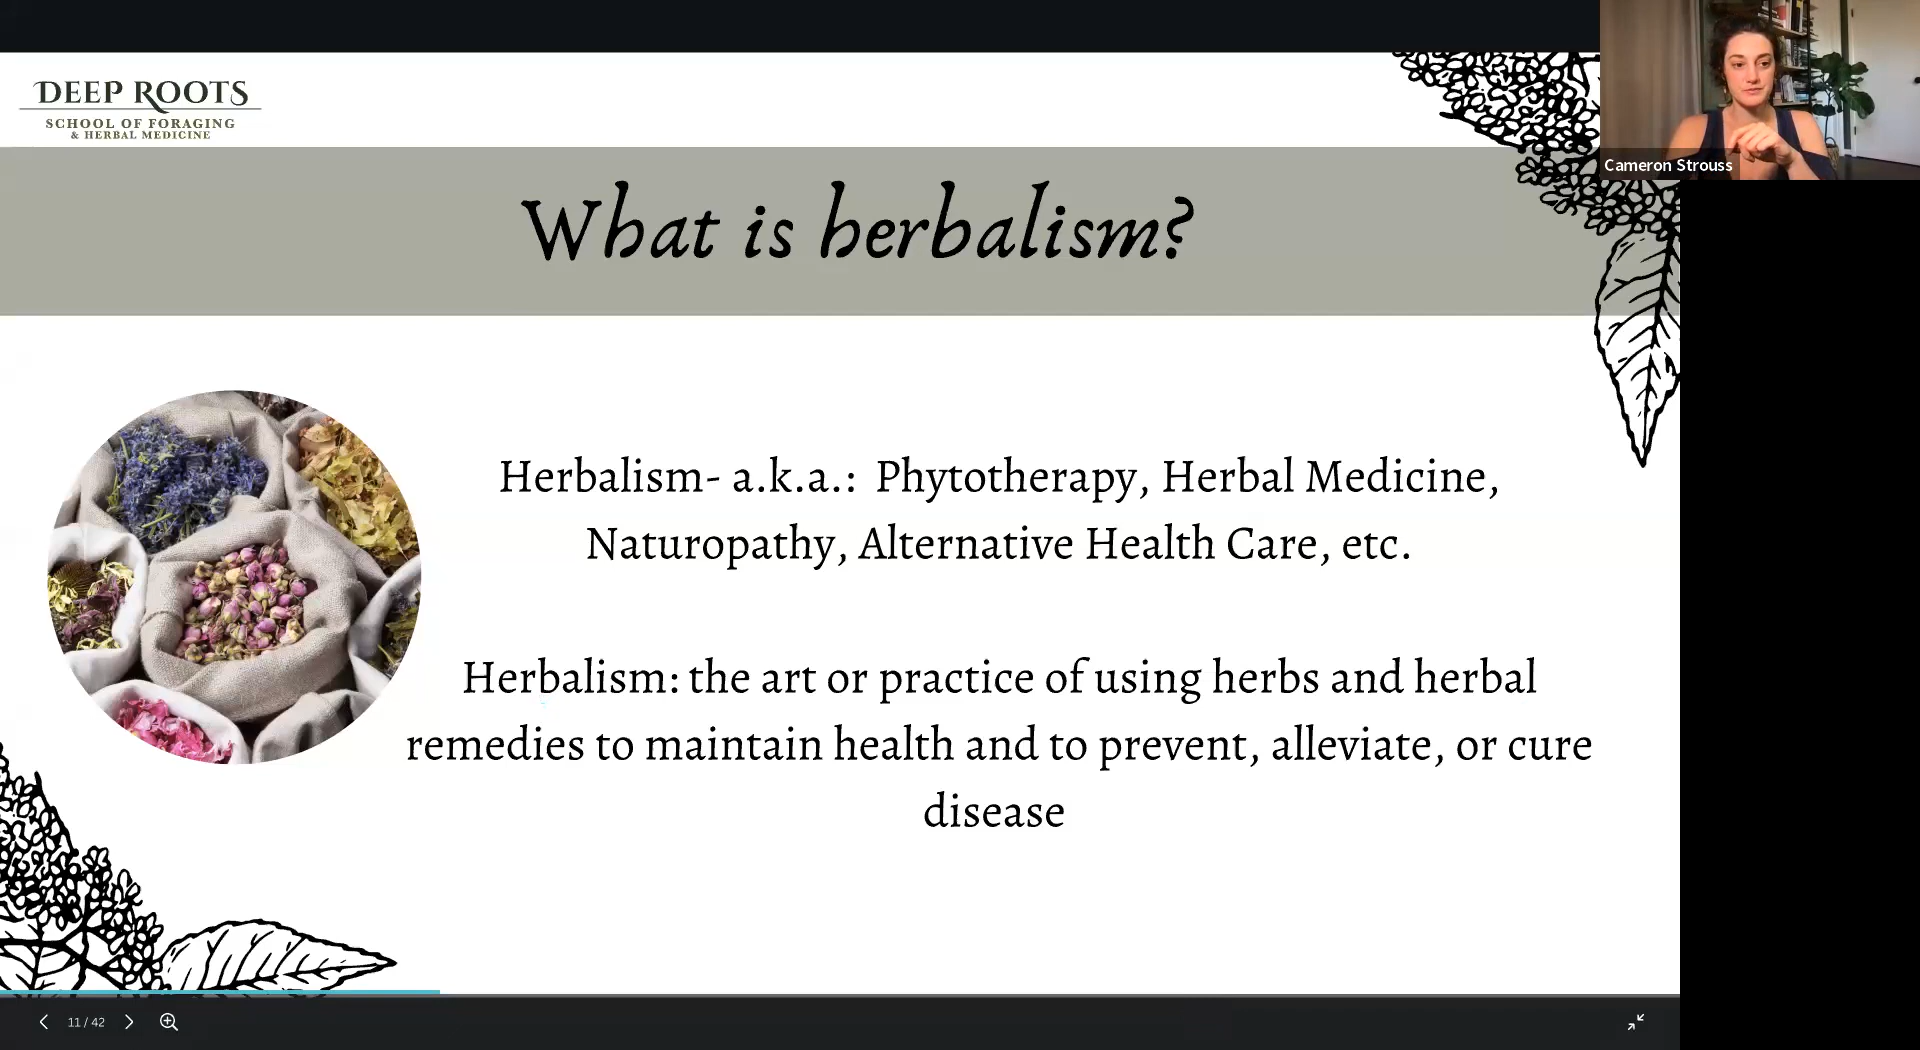 DEEP ROOTS
SCHOOL OF FORAGING
& HERBAL MEDICINE
Cameron Strouss
What is herbalism?
Herbalism- a.k.a.: Phytotherapy, Herbal Medicine,
Naturopathy, Alternative Health Care, etc.
Herbalism: the art or practice of using herbs and herbal
remedies to maintain health and to prevent, alleviate, or cure
disease
11 / 42